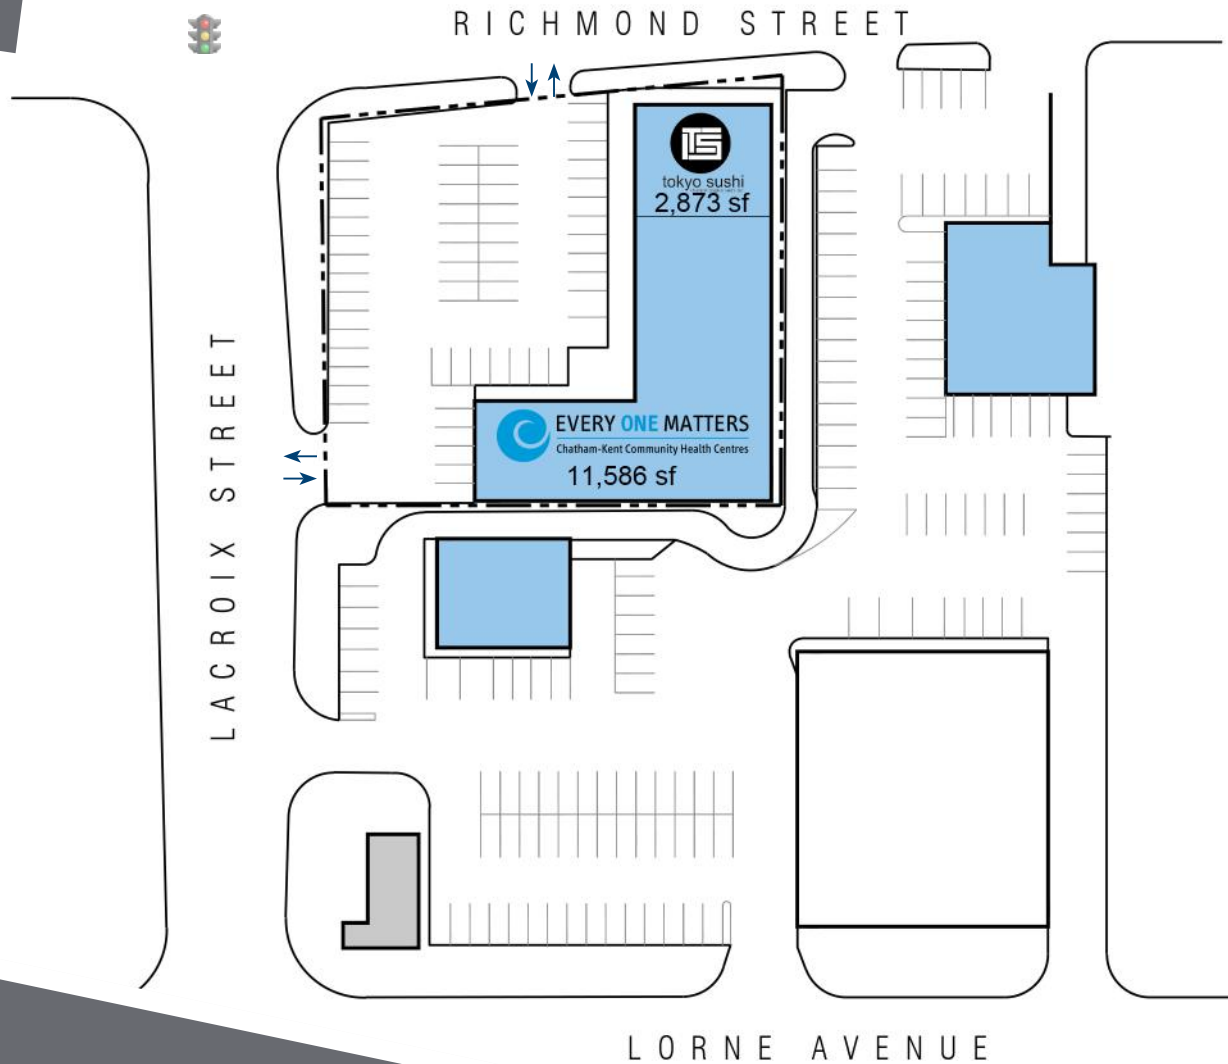 RICHMOND STREET
TS
tokyo sushi
2,873 sf
LACROIX STREET
EVERY ONE MATTERS
Chatham-Kent Community Health Centres
11,586 sf
LORNE AVENUE